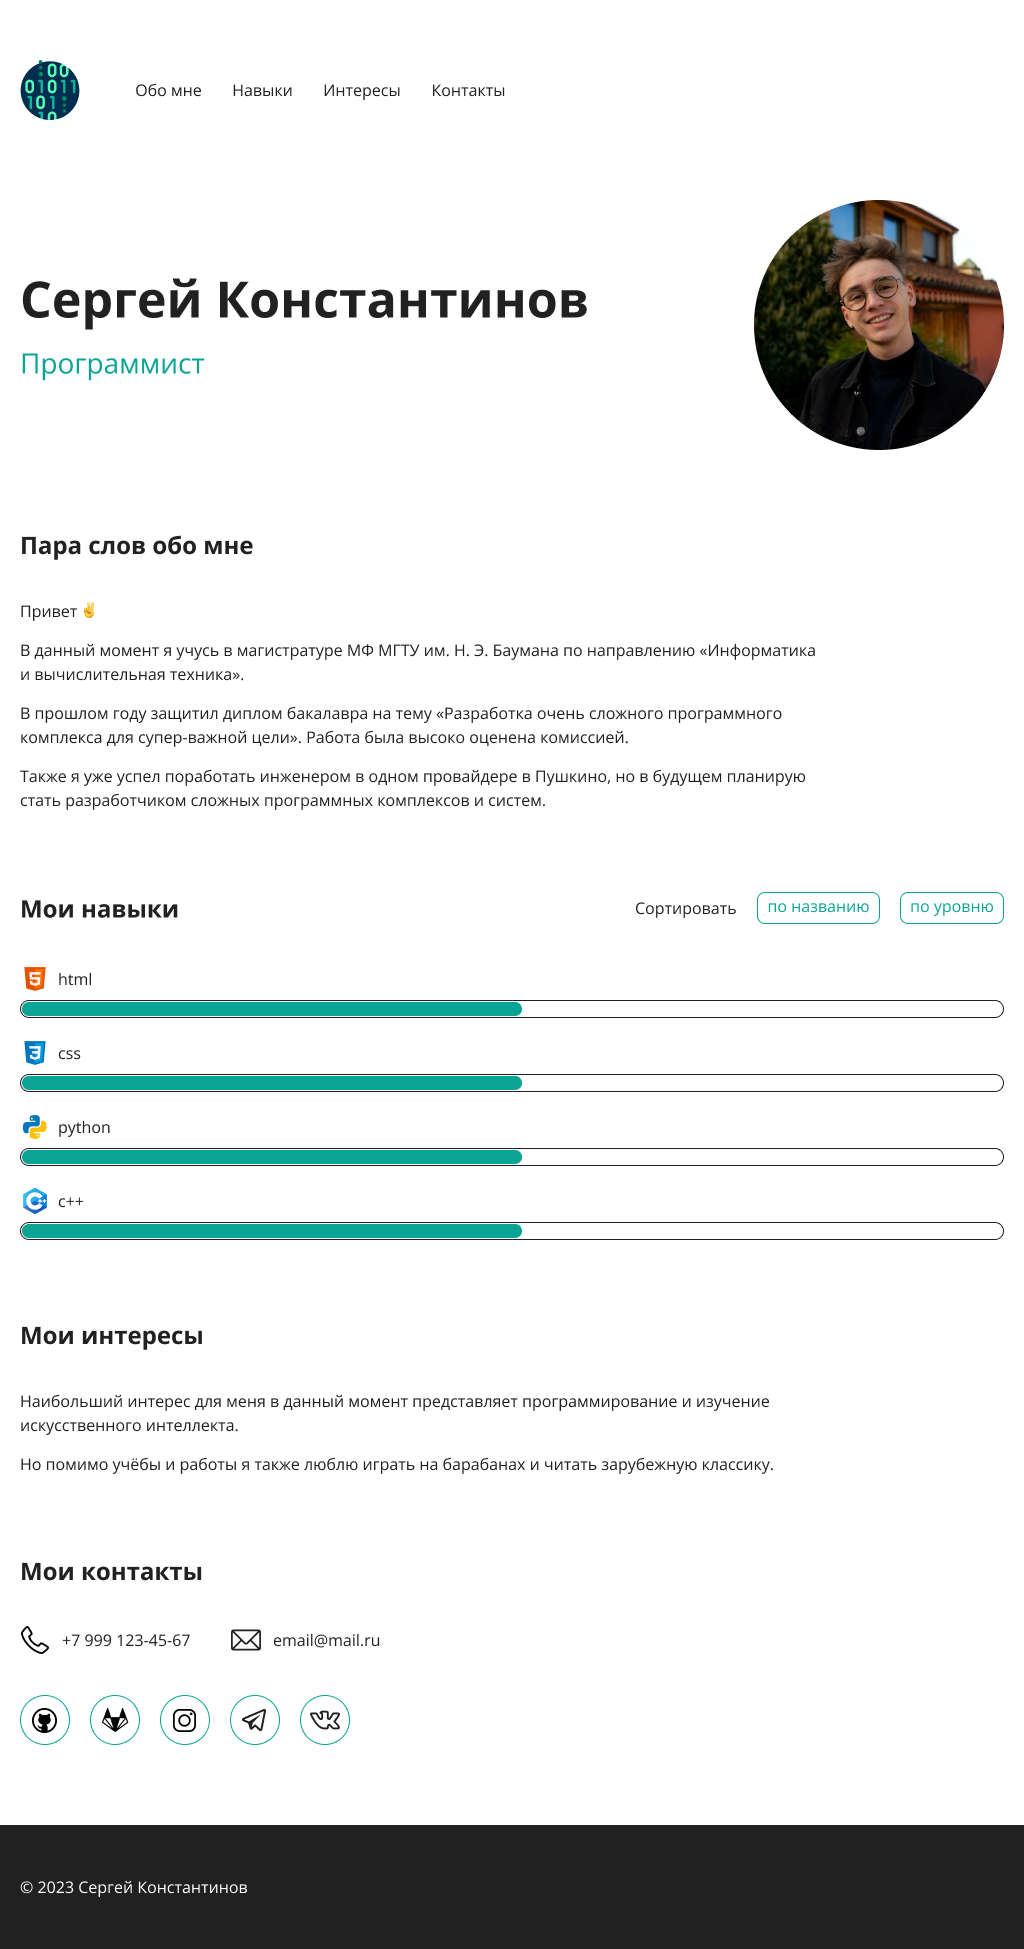 Обо мне Навыки Интересы Контакты
Сергей Константинов
Программист
Пара слов обо мне
Привет ✌️
В данный момент я учусь в магистратуре МФ МГТУ им. Н. Э. Баумана по направлению «Информатика
и вычислительная техника».
В прошлом году защитил диплом бакалавра на тему «Разработка очень сложного программного
комплекса для супер-важной цели». Работа была высоко оценена комиссией.
Также я уже успел поработать инженером в одном провайдере в Пушкино, но в будущем планирую
стать разработчиком сложных программных комплексов и систем.
Мои навыки Сортировать по названию по уровню
html
css
python
c++
Мои интересы
Наибольший интерес для меня в данный момент представляет программирование и изучение
искусственного интеллекта.
Но помимо учёбы и работы я также люблю играть на барабанах и читать зарубежную классику.
Мои контакты
+7 999 123-45-67 email@mail.ru
© 2023 Сергей Константинов